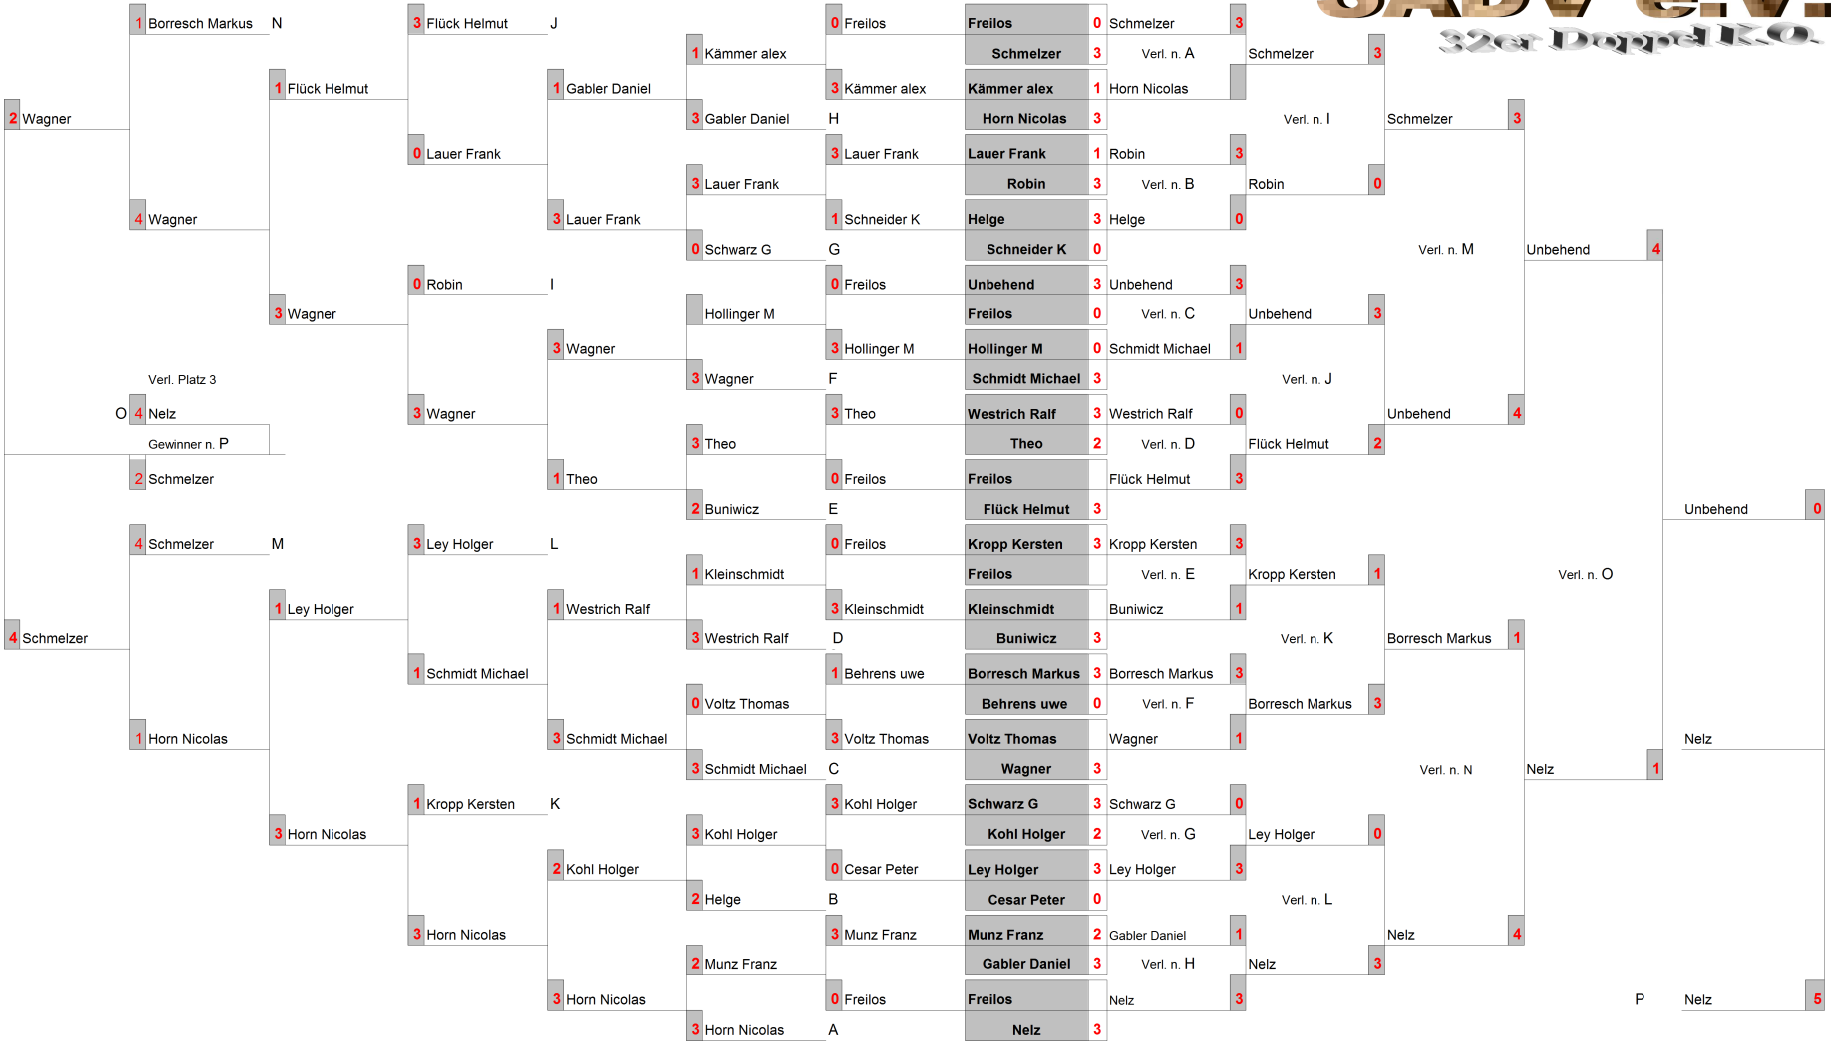 SADV e.V.
32er Doppel K.O.
1 Borresch Markus N 3 Flück Helmut J 0 Freilos Freilos 0 Schmelzer 3
1 Kämmer alex Schmelzer 3 Verl. n. A Schmelzer 3
1 Flück Helmut 1 Gabler Daniel 3 Kämmer alex Kämmer alex 1 Horn Nicolas
2 Wagner 3 Gabler Daniel H Horn Nicolas 3 Verl. n. I Schmelzer 3
0 Lauer Frank 3 Lauer Frank Lauer Frank 1 Robin 3
3 Lauer Frank Robin 3 Verl. n. B Robin 0
4 Wagner 3 Lauer Frank 1 Schneider K Helge 3 Helge 0
0 Schwarz G G Schneider K 0 Verl. n. M Unbehend 4
0 Robin I 0 Freilos Unbehend 3 Unbehend 3
3 Wagner Hollinger M Freilos 0 Verl. n. C Unbehend 3
3 Wagner 3 Hollinger M Hollinger M 0 Schmidt Michael 1
Verl. Platz 3 3 Wagner F Schmidt Michael 3 Verl. n. J
O 4 Nelz 3 Wagner 3 Theo Westrich Ralf 3 Westrich Ralf 0 Unbehend 4
Gewinner n. P 3 Theo Theo 2 Verl. n. D Flück Helmut 2
2 Schmelzer 1 Theo 0 Freilos Freilos Flück Helmut 3
2 Buniwicz E Flück Helmut 3 Unbehend 0
4 Schmelzer M 3 Ley Holger L 0 Freilos Kropp Kersten 3 Kropp Kersten 3
1 Kleinschmidt Freilos Verl. n. E Kropp Kersten 1 Verl. n. O
1 Ley Holger 1 Westrich Ralf 3 Kleinschmidt Kleinschmidt Buniwicz 1
4 Schmelzer 3 Westrich Ralf D Buniwicz 3 Verl. n. K Borresch Markus 1
1 Schmidt Michael 1 Behrens uwe Borresch Markus 3 Borresch Markus 3
0 Voltz Thomas Behrens uwe 0 Verl. n. F Borresch Markus 3
1 Horn Nicolas 3 Schmidt Michael 3 Voltz Thomas Voltz Thomas Wagner 1 Nelz
3 Schmidt Michael C Wagner 3 Verl. n. N Nelz 1
1 Kropp Kersten K 3 Kohl Holger Schwarz G 3 Schwarz G 0
3 Horn Nicolas 3 Kohl Holger Kohl Holger 2 Verl. n. G Ley Holger 0
2 Kohl Holger 0 Cesar Peter Ley Holger 3 Ley Holger 3
2 Helge B Cesar Peter 0 Verl. n. L
3 Horn Nicolas 3 Munz Franz Munz Franz 2 Gabler Daniel 1 Nelz 4
2 Munz Franz Gabler Daniel 3 Verl. n. H Nelz 3
3 Horn Nicolas 0 Freilos Freilos Nelz 3 P Nelz 5
3 Horn Nicolas A Nelz 3